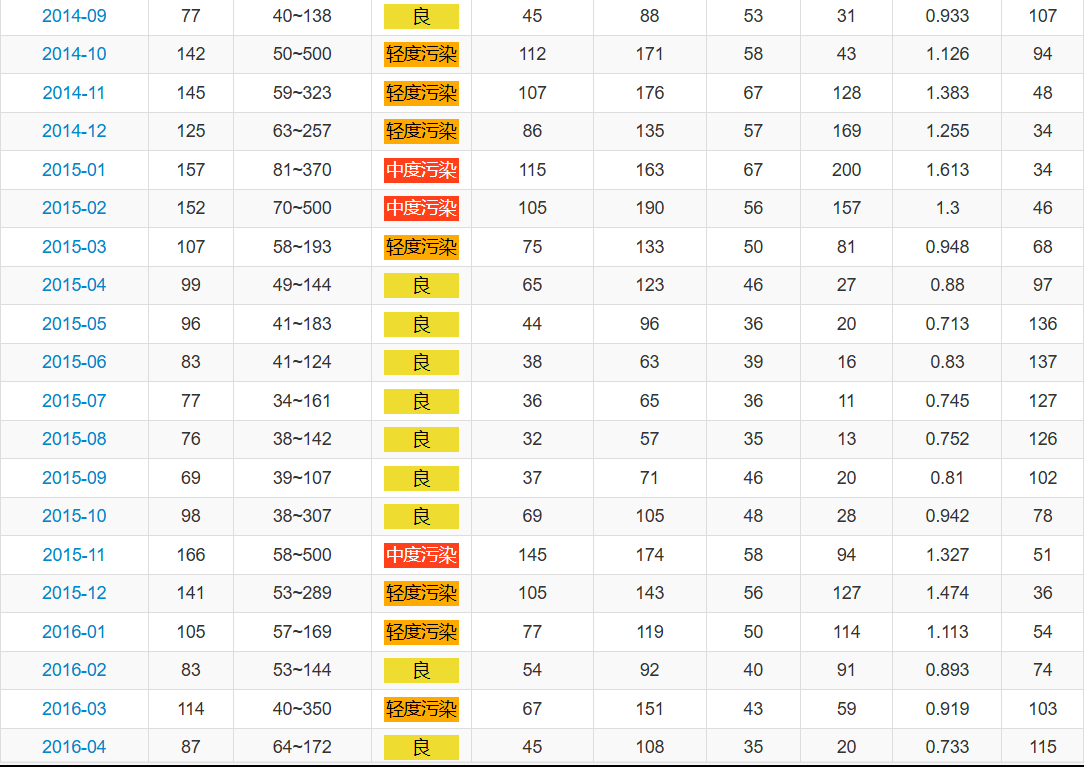 2014-09 77 40~138 良 45 88 53 31 0.933 107
2014-10 142 50~500 轻度污染 112 171 58 43 1.126 94
2014-11 145 59~323 轻度污染 107 176 67 128 1.383 48
2014-12 125 63~257 轻度污染 86 135 57 169 1.255 34
2015-01 157 81~370 中度污染 115 163 67 200 1.613 34
2015-02 152 70~500 中度污染 105 190 56 157 1.3 46
2015-03 107 58~193 轻度污染 75 133 50 81 0.948 68
2015-04 99 49~144 良 65 123 46 27 0.88 97
2015-05 96 41~183 良 44 96 36 20 0.713 136
2015-06 83 41~124 良 38 63 39 16 0.83 137
2015-07 77 34~161 良 36 65 36 11 0.745 127
2015-08 76 38~142 良 32 57 35 13 0.752 126
2015-09 69 39~107 良 37 71 46 20 0.81 102
2015-10 98 38~307 良 69 105 48 28 0.942 78
2015-11 166 58~500 中度污染 145 174 58 94 1.327 51
2015-12 141 53~289 轻度污染 105 143 56 127 1.474 36
2016-01 105 57~169 轻度污染 77 119 50 114 1.113 54
2016-02 83 53~144 良 54 92 40 91 0.893 74
2016-03 114 40~350 轻度污染 67 151 43 59 0.919 103
2016-04 87 64~172 良 45 108 35 20 0.733 115